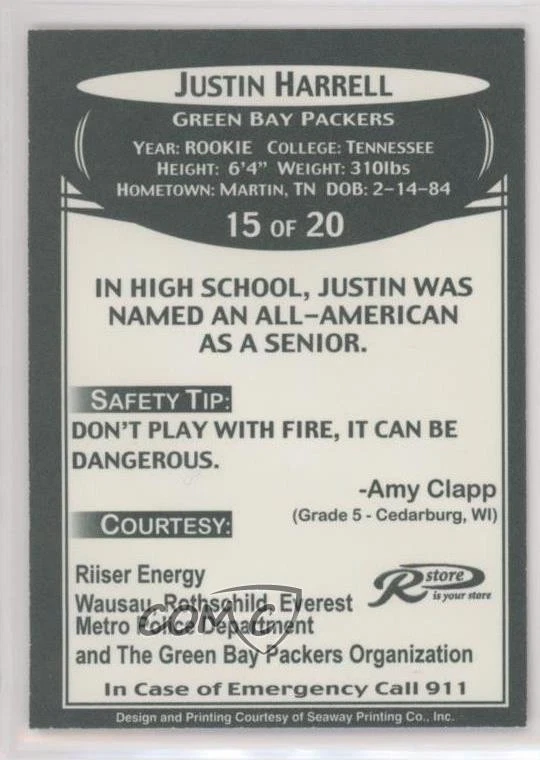 JUSTIN HARRELL
GREEN BAY PACKERS
YEAR: ROOKIE COLLEGE: TENNESSEE
HEIGHT: 6'4" WEIGHT: 310lbs
HOMETOWN: MARTIN, TN DOB: 2-14-84
15 OF 20
IN HIGH SCHOOL, JUSTIN WAS
NAMED AN ALL-AMERICAN
AS A SENIOR.
SAFETY TIP:
DON'T PLAY WITH FIRE, IT CAN BE
DANGEROUS.
-Amy Clapp
(Grade 5 - Cedarburg, WI)
COURTESY:
Riiser Energy
Wausau, Rothschild, Everest
Metro Police Department
and The Green Bay Packers Organization
R store
is your store
COMC
In Case of Emergency Call 911
Design and Printing Courtesy of Seaway Printing Co., Inc.